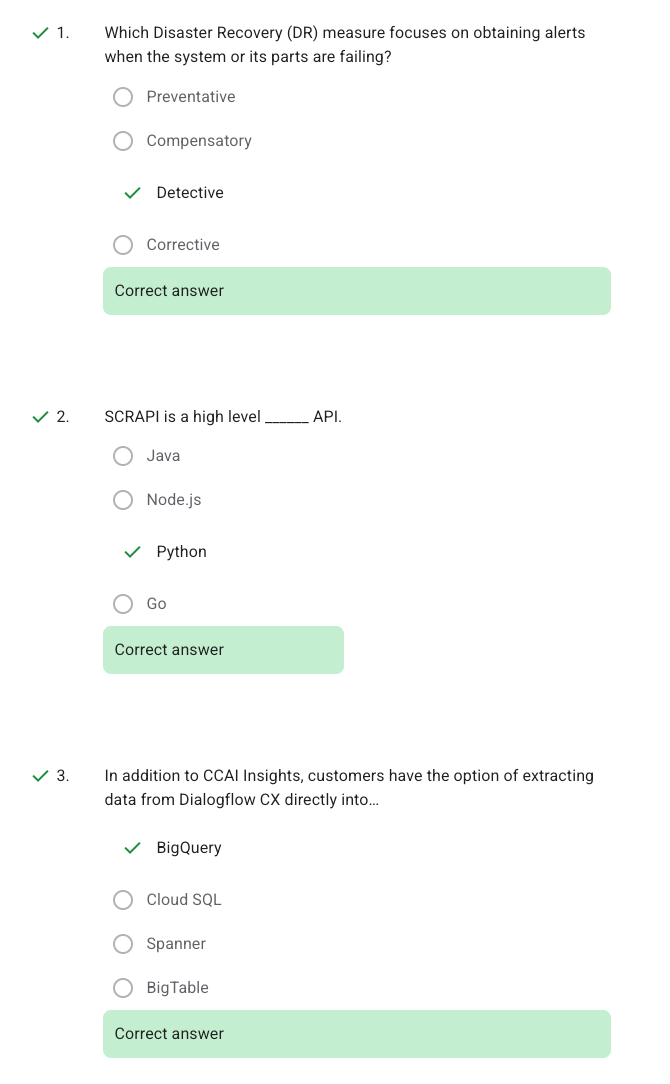 1. Which Disaster Recovery (DR) measure focuses on obtaining alerts
when the system or its parts are failing?
Preventative
Compensatory
Detective
Corrective
Correct answer
2. SCRAPI is a high level ______ API.
Java
Node.js
Python
Go
Correct answer
3. In addition to CCAI Insights, customers have the option of extracting
data from Dialogflow CX directly into...
BigQuery
Cloud SQL
Spanner
BigTable
Correct answer